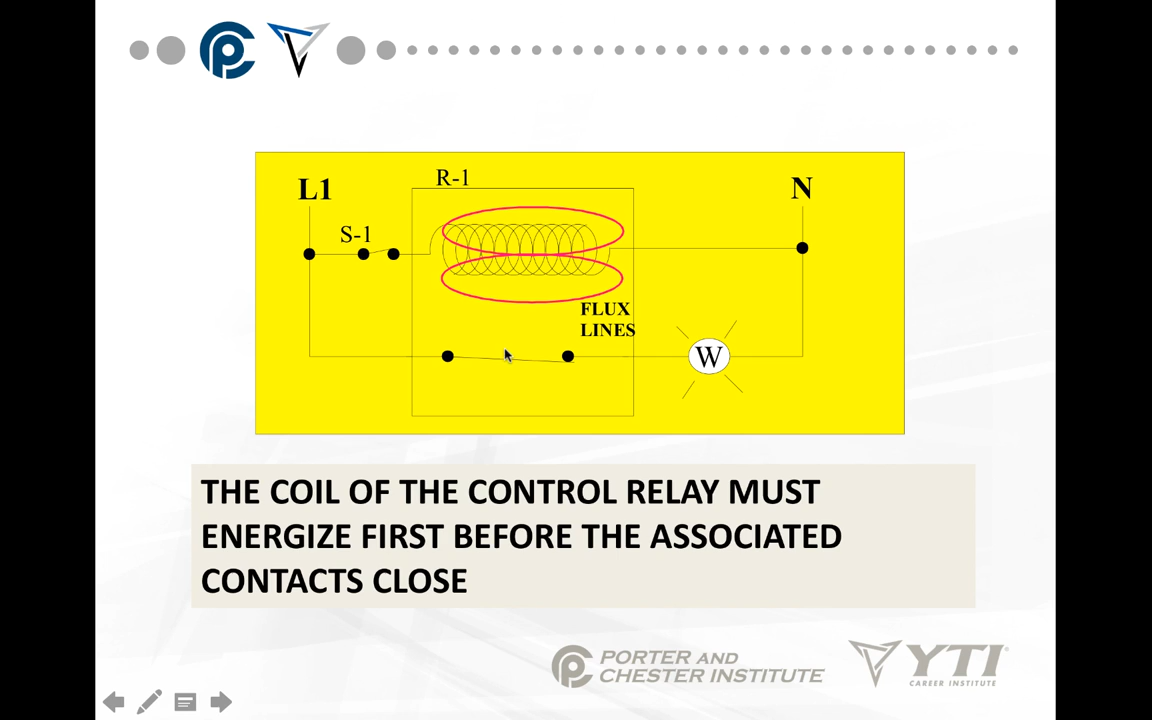 R-1
L1
N
S-1
FLUX
LINES
W
THE COIL OF THE CONTROL RELAY MUST
ENERGIZE FIRST BEFORE THE ASSOCIATED
CONTACTS CLOSE
PORTER AND
CHESTER INSTITUTE
YTI®
CAREER INSTITUTE